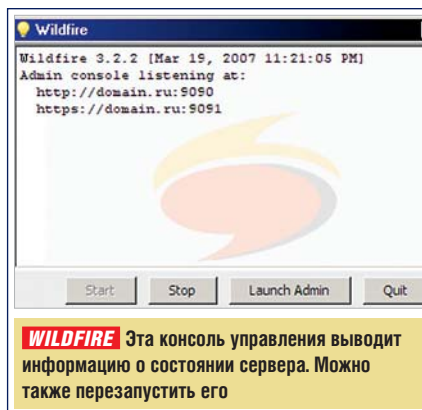 Wildfire
Wildfire 3.2.2 [Mar 19, 2007 11:21:05 PM]
Admin console listening at:
http://domain.ru:9090
https://domain.ru:9091
Start
Stop
Launch Admin
Quit
WILDFIRE Эта консоль управления выводит
информацию о состоянии сервера. Можно
также перезапустить его